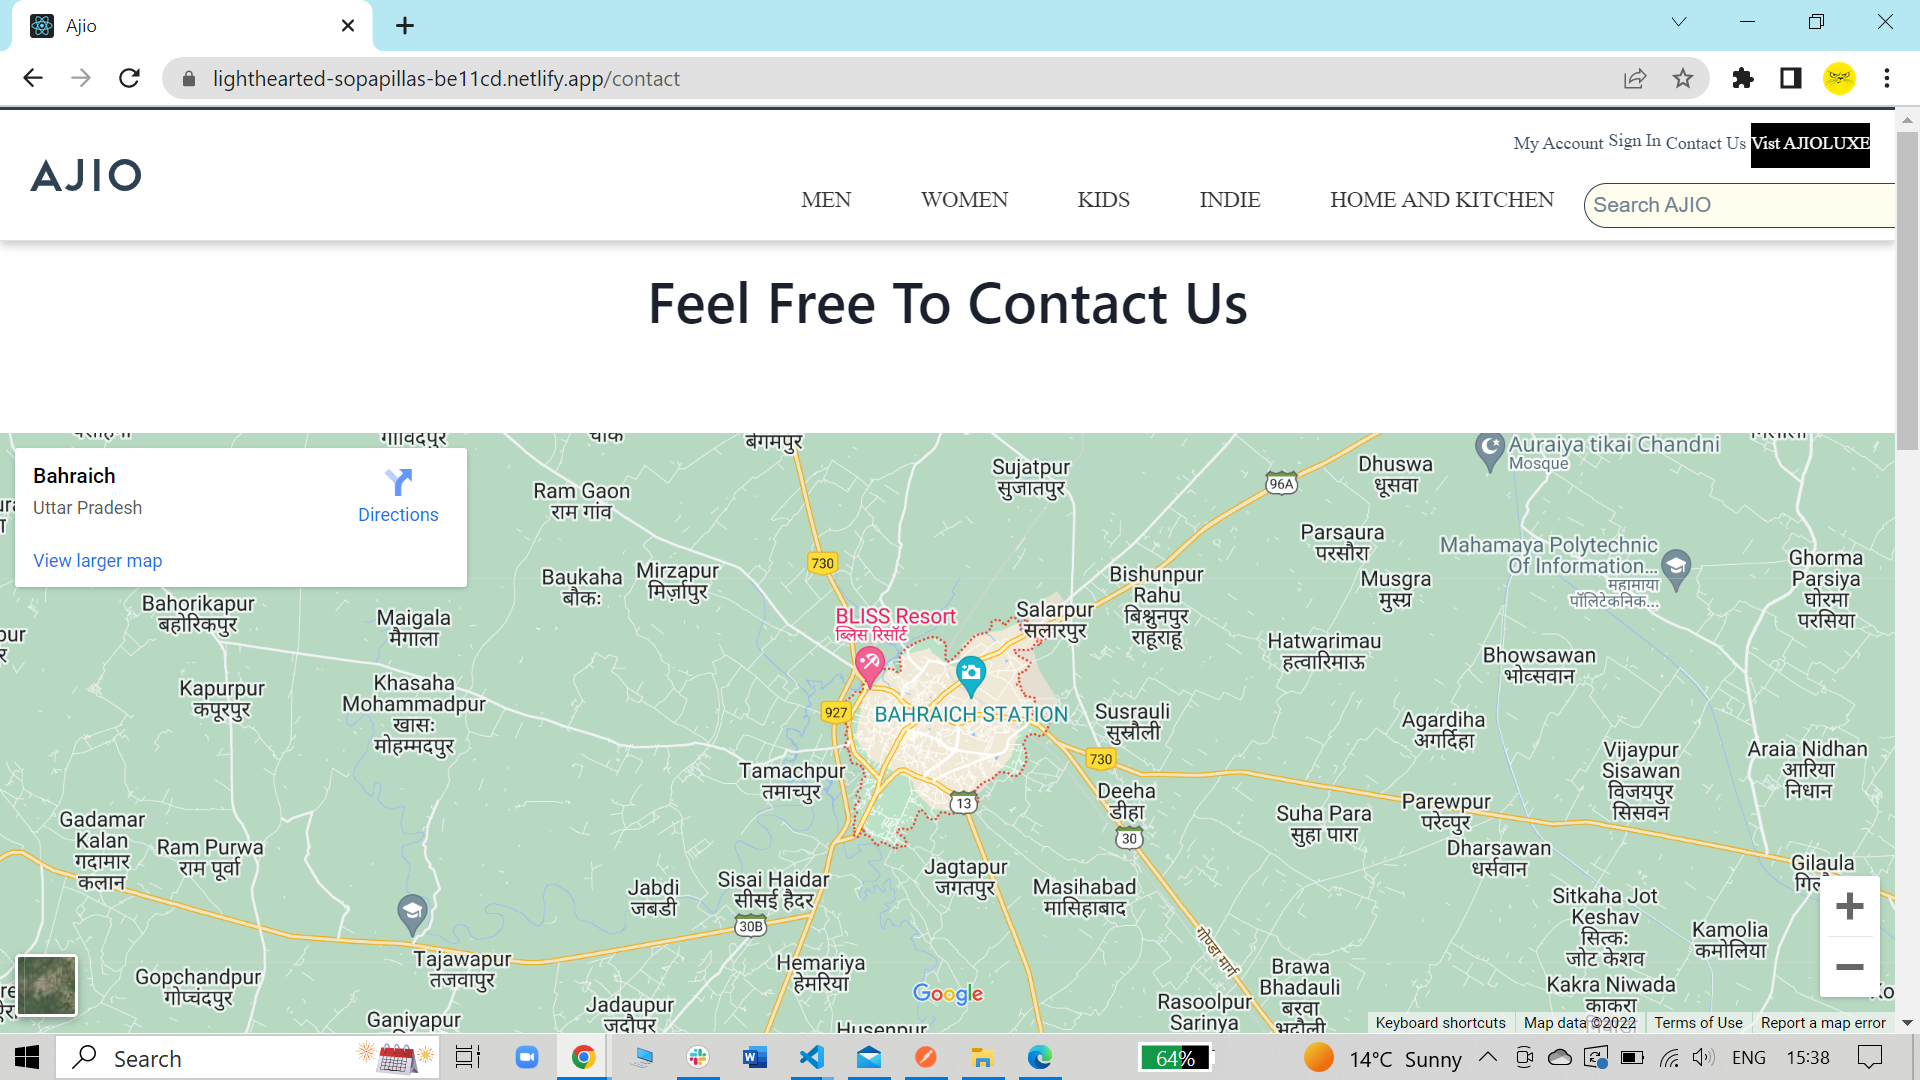 Ajio
lighthearted-sopapillas-be11cd.netlify.app/contact
My Account Sign In Contact Us Vist AJIOLUXE
AJIO
MEN WOMEN KIDS INDIE HOME AND KITCHEN Search AJIO
Feel Free To Contact Us
Bahraich
Uttar Pradesh
Directions
View larger map
गोविंदपुर
बेगमपुर
Sujatpur
सुजातपुर
Ram Gaon
राम गांव
96A
Dhuswa
धूसवा
Auraiya tikai Chandni
Mosque
Parsaura
परसौरा
Mahamaya Polytechnic
Of Information...
महामाया
पॉलिटेकनिक...
Ghorma
Parsiya
घोरमा
परसिया
730
Baukaha
बौकः
Mirzapur
मिर्ज़ापुर
Bishunpur
Rahu
बिश्नुनपुर
राहूराहू
Musgra
मुस्ग्र
Bahorikapur
बहोरिकपुर
Maigala
मैगाला
BLISS Resort
ब्लिस रिसॉर्ट
Salarpur
सलारपुर
Hatwarimau
हत्वारिमाऊ
Bhowsawan
भोव्सवान
Kapurpur
कपूरपुर
Khasaha
Mohammadpur
खासः
मोहम्मदपुर
927
BAHRAICH STATION
Susrauli
सुस्रौली
Agardiha
अगर्दिहा
Vijaypur
Sisawan
विजयपुर
सिसवन
Araia Nidhan
आरिया
निधान
730
Tamachpur
तमाच्पुर
13
Deeha
डीहा
30
Suha Para
सुहा पारा
Parewpur
परेव्पुर
Gadamar
Kalan
गदामार
कलान
Ram Purwa
राम पूर्वा
Dharsawan
धर्सवान
Gilaula
Jabdi
जबडी
Sisai Haidar
सीसई हैदर
30B
Jagtapur
जगतपुर
Masihabad
मासिहाबाद
Sitkaha Jot
Keshav
सित्कः
जोट केशव
Kamolia
कमोलिया
गोण्डा मार्ग
Tajawapur
तजवापुर
Gopchandpur
गोप्चंदपुर
Hemariya
हेमरिया
Google
Brawa
Bhadauli
बरवा
भदौली
Kakra Niwada
काकरा
Jadaupur
जदौपुर
Rasoolpur
Sarinya
Ganiyapur
Husenpur
Keyboard shortcuts Map data ©2022 Terms of Use Report a map error
Search 64% 14°C Sunny ENG 15:38